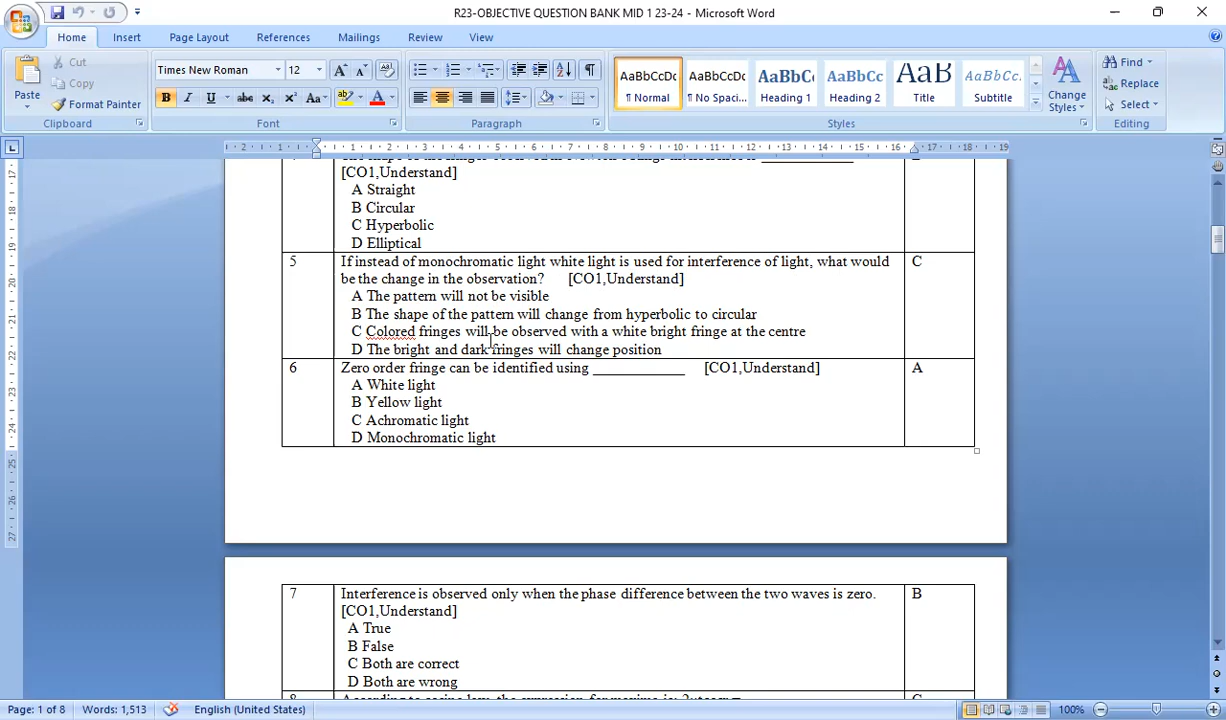 R23-OBJECTIVE QUESTION BANK MID 1 23-24 - Microsoft Word
Home Insert Page Layout References Mailings Review View
Paste
Cut
Copy
Format Painter
Clipboard
Times New Roman 12
Font
Paragraph
AaBbCcDc AaBbCcDc AaBbC AaBbCc AaBb AaBbCc.
¶ Normal ¶ No Spaci... Heading 1 Heading 2 Title Subtitle
Change Styles
Styles
Find
Replace
Select
Editing
[CO1,Understand]
A Straight
B Circular
C Hyperbolic
D Elliptical
5 If instead of monochromatic light white light is used for interference of light, what would C
be the change in the observation? [CO1,Understand]
A The pattern will not be visible
B The shape of the pattern will change from hyperbolic to circular
C Colored fringes will be observed with a white bright fringe at the centre
D The bright and dark fringes will change position
6 Zero order fringe can be identified using ____________ [CO1,Understand] A
A White light
B Yellow light
C Achromatic light
D Monochromatic light
7 Interference is observed only when the phase difference between the two waves is zero. B
[CO1,Understand]
A True
B False
C Both are correct
D Both are wrong
Page: 1 of 8 Words: 1,513 English (United States) 100%